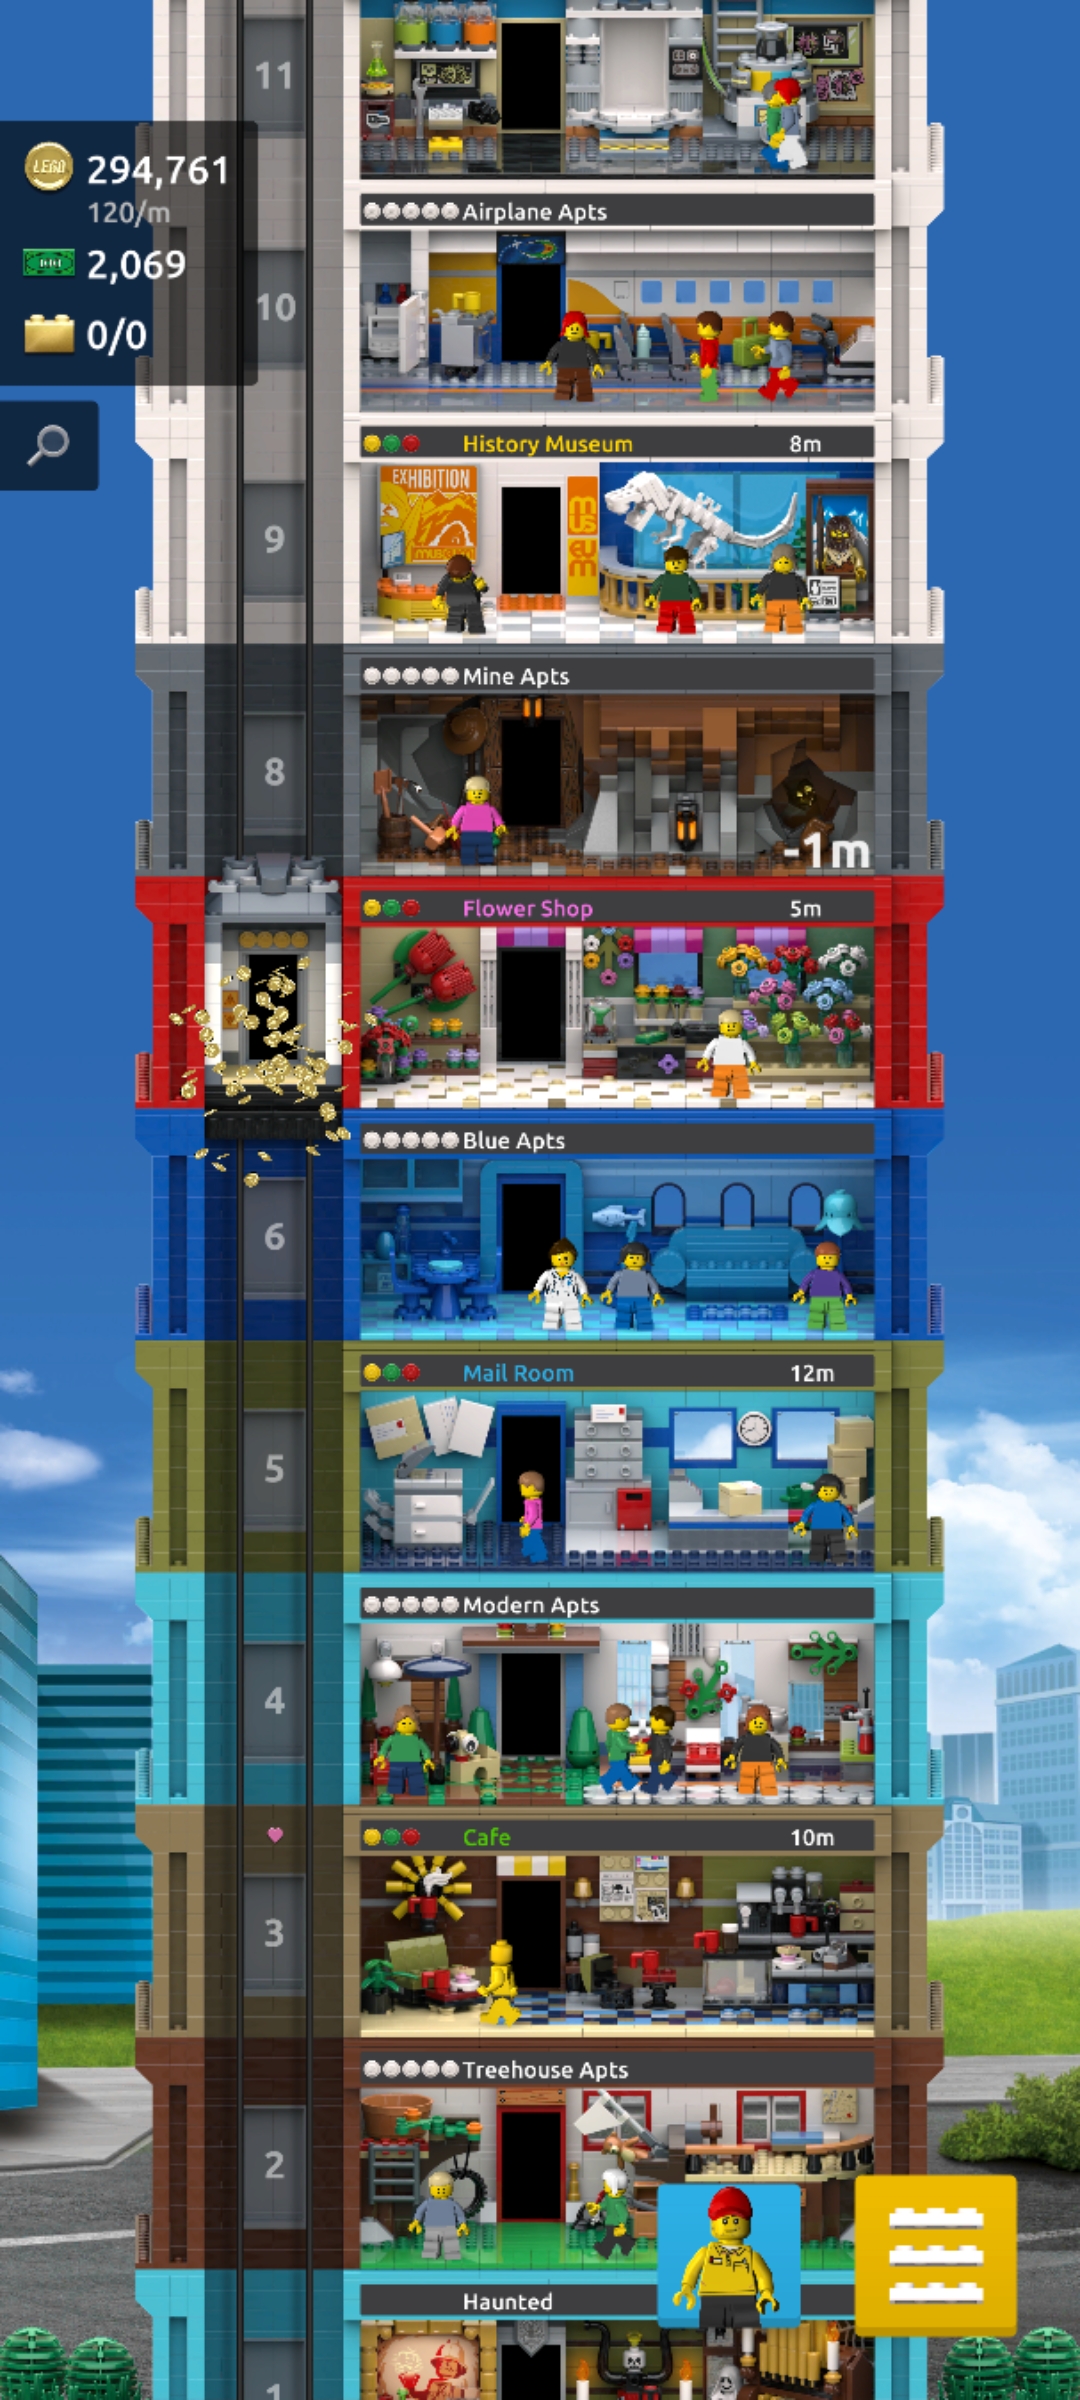 11
LEGO 294,761
120/m
Airplane Apts
2,069
10
0/0
History Museum 8m
EXHIBITION
MUSEUM
museum
9
Mine Apts
8
-1m
Flower Shop 5m
Blue Apts
6
Mail Room 12m
5
Modern Apts
4
Cafe 10m
3
Treehouse Apts
2
Haunted
1